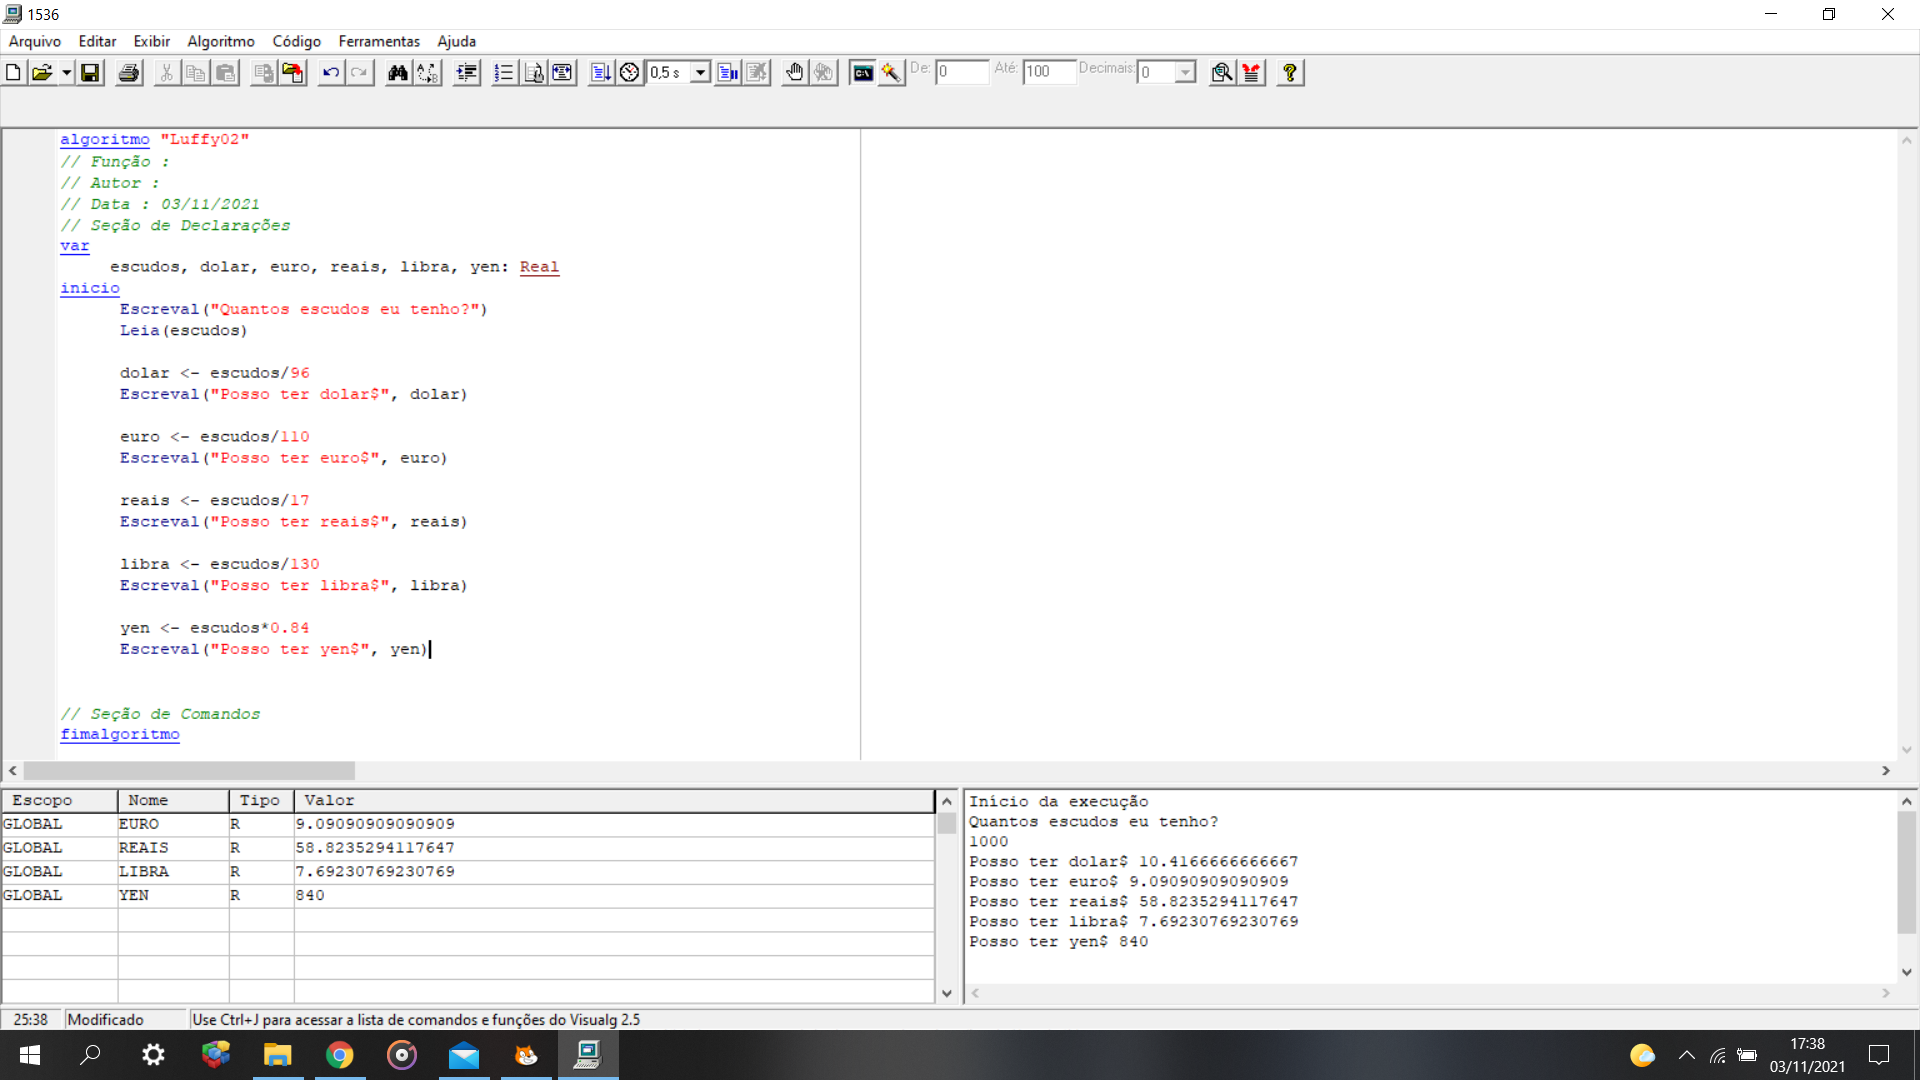 1536
Arquivo Editar Exibir Algoritmo Código Ferramentas Ajuda
0,5 s De: 0 Até: 100 Decimais: 0
algoritmo "Luffy02"
// Função :
// Autor :
// Data : 03/11/2021
// Seção de Declarações
var
escudos, dolar, euro, reais, libra, yen: Real
inicio
Escreval("Quantos escudos eu tenho?")
Leia(escudos)
dolar <- escudos/96
Escreval("Posso ter dolar$", dolar)
euro <- escudos/110
Escreval("Posso ter euro$", euro)
reais <- escudos/17
Escreval("Posso ter reais$", reais)
libra <- escudos/130
Escreval("Posso ter libra$", libra)
yen <- escudos*0.84
Escreval("Posso ter yen$", yen)
// Seção de Comandos
fimalgoritmo
Escopo Nome Tipo Valor
GLOBAL EURO R 9.09090909090909
GLOBAL REAIS R 58.8235294117647
GLOBAL LIBRA R 7.69230769230769
GLOBAL YEN R 840
Início da execução
Quantos escudos eu tenho?
1000
Posso ter dolar$ 10.4166666666667
Posso ter euro$ 9.09090909090909
Posso ter reais$ 58.8235294117647
Posso ter libra$ 7.69230769230769
Posso ter yen$ 840
25:38 Modificado Use Ctrl+J para acessar a lista de comandos e funções do Visualg 2.5
17:38
03/11/2021